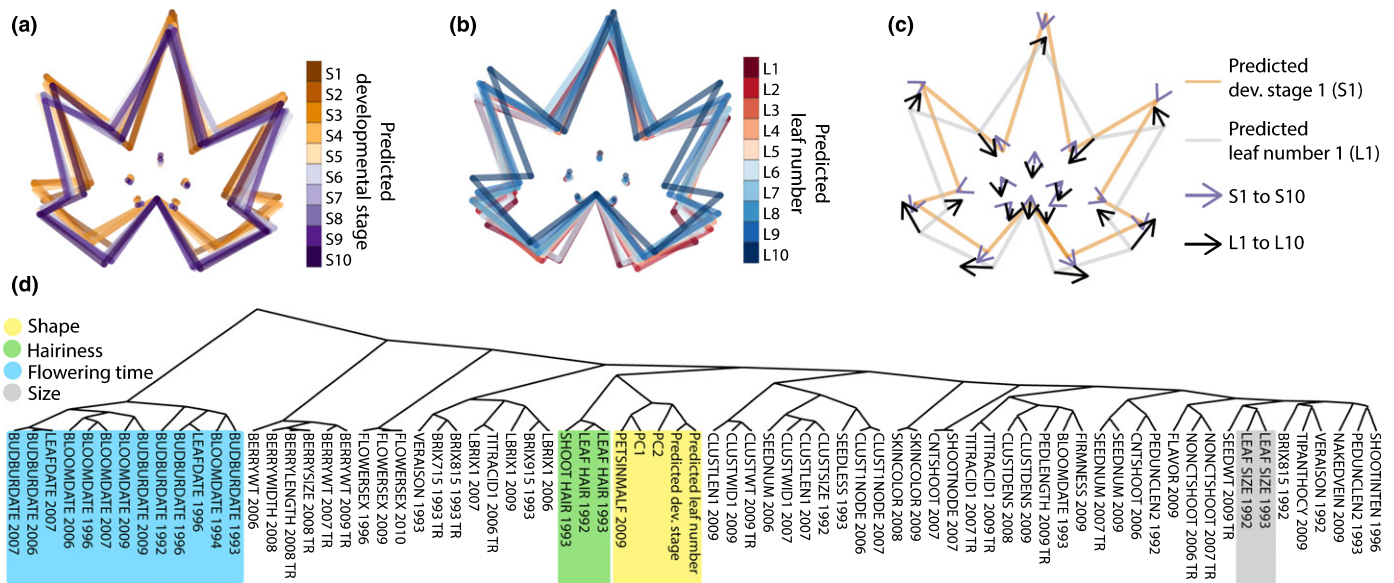 (a)
S1
S2
S3
S4
S5
S6
S7
S8
S9
S10
Predicted
developmental stage
(b)
L1
L2
L3
L4
L5
L6
L7
L8
L9
L10
Predicted
leaf number
(c)
Predicted
dev. stage 1 (S1)
Predicted
leaf number 1 (L1)
S1 to S10
L1 to L10
(d)
Shape
Hairiness
Flowering time
Size
BUDBURDATE 2007
BUDBURDATE 2006
LEAFDATE 2007
BLOOMDATE 2006
BLOOMDATE 1996
BLOOMDATE 2007
BLOOMDATE 2009
BUDBURDATE 2009
BUDBURDATE 1992
BUDBURDATE 1996
LEAFDATE 1996
BLOOMDATE 1994
BUDBURDATE 1993
BERRYWT 2006
BERRYWIDTH 2008
BERRYLENGTH 2008 TR
BERRYSIZE 2008 TR
BERRYWT 2007 TR
BERRYWT 2009 TR
FLOWERSEX 1996
FLOWERSEX 2009
FLOWERSEX 2010
VERAISON 1993
BRIX715 1993 TR
BRIX815 1993 TR
LBRIX1 2007
TITRACID1 2006 TR
LBRIX1 2009
BRIX915 1993
LBRIX1 2006
SHOOT HAIR 1993
LEAF HAIR 1992
LEAF HAIR 1993
PETSINMALF 2009
PC1
PC2
Predicted dev. stage
Predicted leaf number
CLUSTLEN1 2009
CLUSTWID1 2009
CLUSTWT 2009 TR
SEEDNUM 2006
CLUSTLEN1 2007
CLUSTWID1 2007
CLUSTSIZE 1992
SEEDLESS 1993
CLUST1NODE 2006
CLUST1NODE 2007
SKINCOLOR 2008
SKINCOLOR 2009
CNTSHOOT 2007
SHOOTNODE 2007
TITRACID1 2007 TR
TITRACID1 2009 TR
CLUSTDENS 2008
CLUSTDENS 2009
PEDLENGTH 2009 TR
BLOOMDATE 1993
FIRMNESS 2009
SEEDNUM 2007 TR
SEEDNUM 2009
CNTSHOOT 2006
PEDUNCLEN2 1992
FLAVOR 2009
NONCTSHOOT 2006 TR
NONCTSHOOT 2007 TR
SEEDWT 2009 TR
LEAF SIZE 1992
LEAF SIZE 1993
BRIX815 1992
TIPANTHOCY 2009
VERAISON 1992
NAKEDVEIN 2009
PEDUNCLEN2 1993
SHOOTINTEN 1996